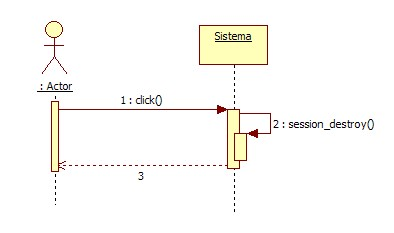 Sistema
: Actor
1 : click()
2 : session_destroy()
3